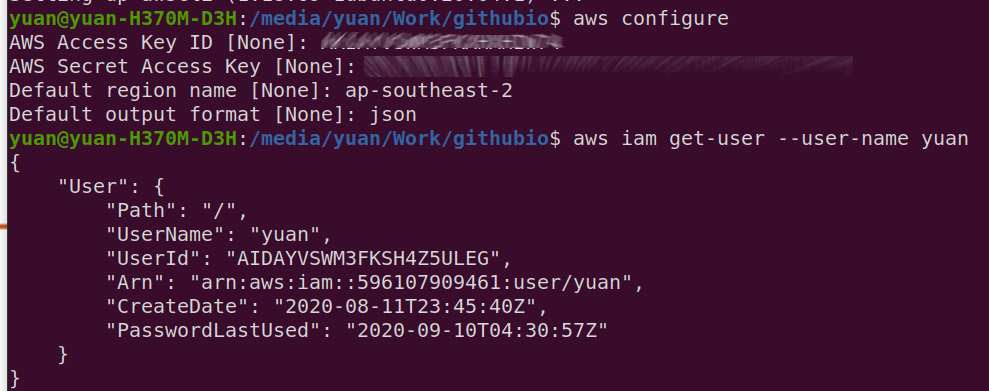 yuan@yuan-H370M-D3H:/media/yuan/Work/githubio$ aws configure
AWS Access Key ID [None]:
AWS Secret Access Key [None]:
Default region name [None]: ap-southeast-2
Default output format [None]: json
yuan@yuan-H370M-D3H:/media/yuan/Work/githubio$ aws iam get-user --user-name yuan
{
    "User": {
        "Path": "/",
        "UserName": "yuan",
        "UserId": "AIDAYVSWM3FKSH4Z5ULEG",
        "Arn": "arn:aws:iam::596107909461:user/yuan",
        "CreateDate": "2020-08-11T23:45:40Z",
        "PasswordLastUsed": "2020-09-10T04:30:57Z"
    }
}